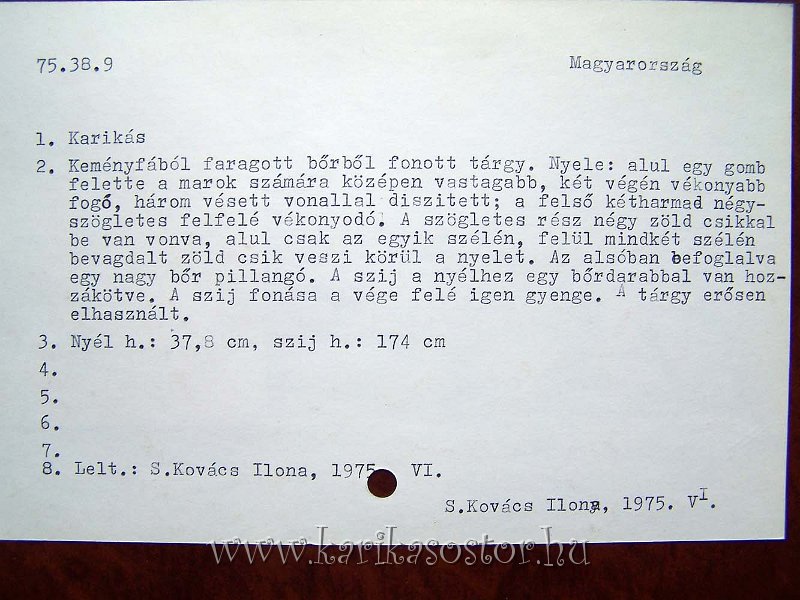 75.38.9 Magyarország
1. Karikás
2. Keményfából faragott bőrből fonott tárgy. Nyele: alul egy gomb
felette a marok számára középen vastagabb, két végén vékonyabb
fogó, három vésett vonallal diszitett; a felső kétharmad négy-
szögletes felfelé vékonyodó. A szögletes rész négy zöld csikkal
be van vonva, alul csak az egyik szélén, felül mindkét szélén
bevagdalt zöld csik veszi körül a nyelet. Az alsóban befoglalva
egy nagy bőr pillangó. A szij a nyélhez egy bőrdarabbal van hoz-
zákötve. A szij fonása a vége felé igen gyenge. A tárgy erősen
elhasznált.
3. Nyél h.: 37,8 cm, szij h.: 174 cm
4.
5.
6.
7.
8. Lelt.: S.Kovács Ilona, 1975 VI.
S.Kovács Ilona, 1975. VI.
www.karikasostor.hu